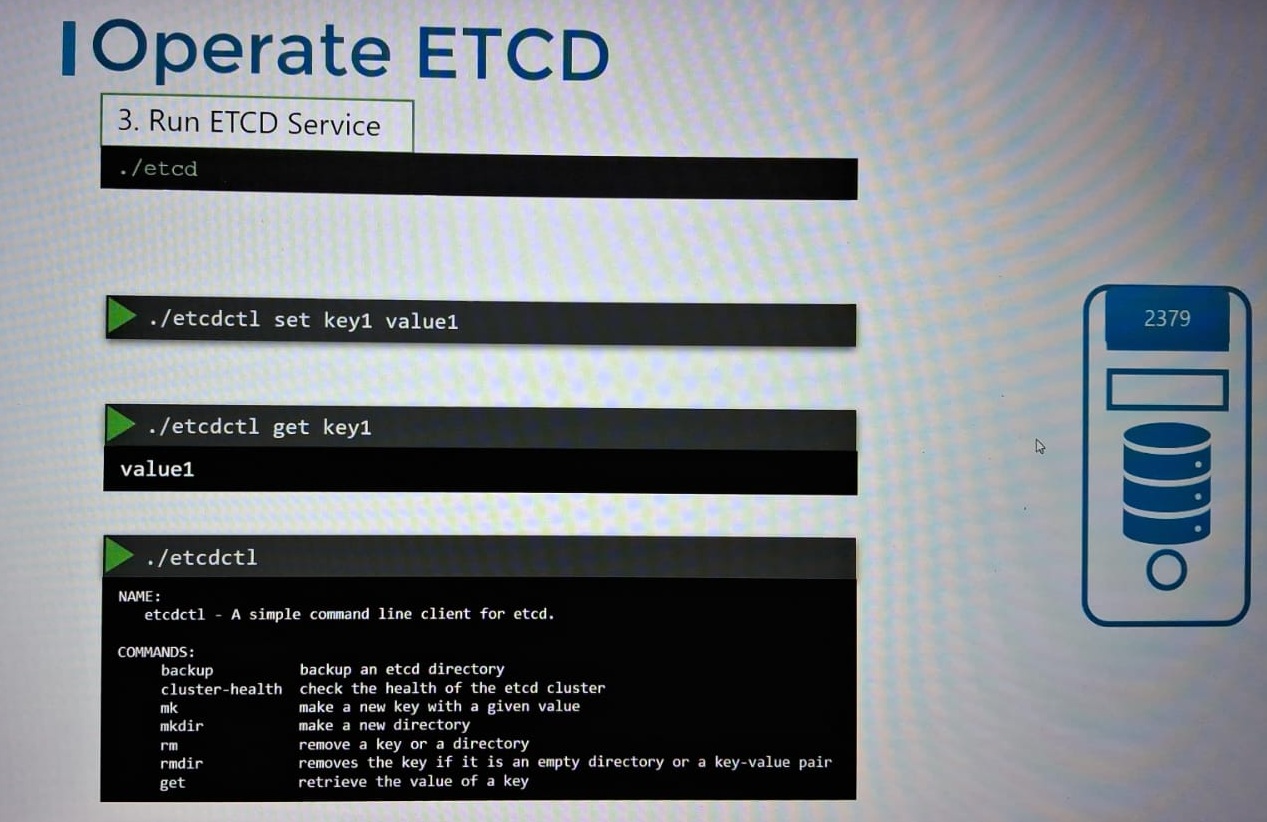 Operate ETCD
3. Run ETCD Service
./etcd
./etcdctl set key1 value1
2379
./etcdctl get key1
value1
./etcdctl
NAME:
etcdctl - A simple command line client for etcd.
COMMANDS:
backup backup an etcd directory
cluster-health check the health of the etcd cluster
mk make a new key with a given value
mkdir make a new directory
rm remove a key or a directory
rmdir removes the key if it is an empty directory or a key-value pair
get retrieve the value of a key